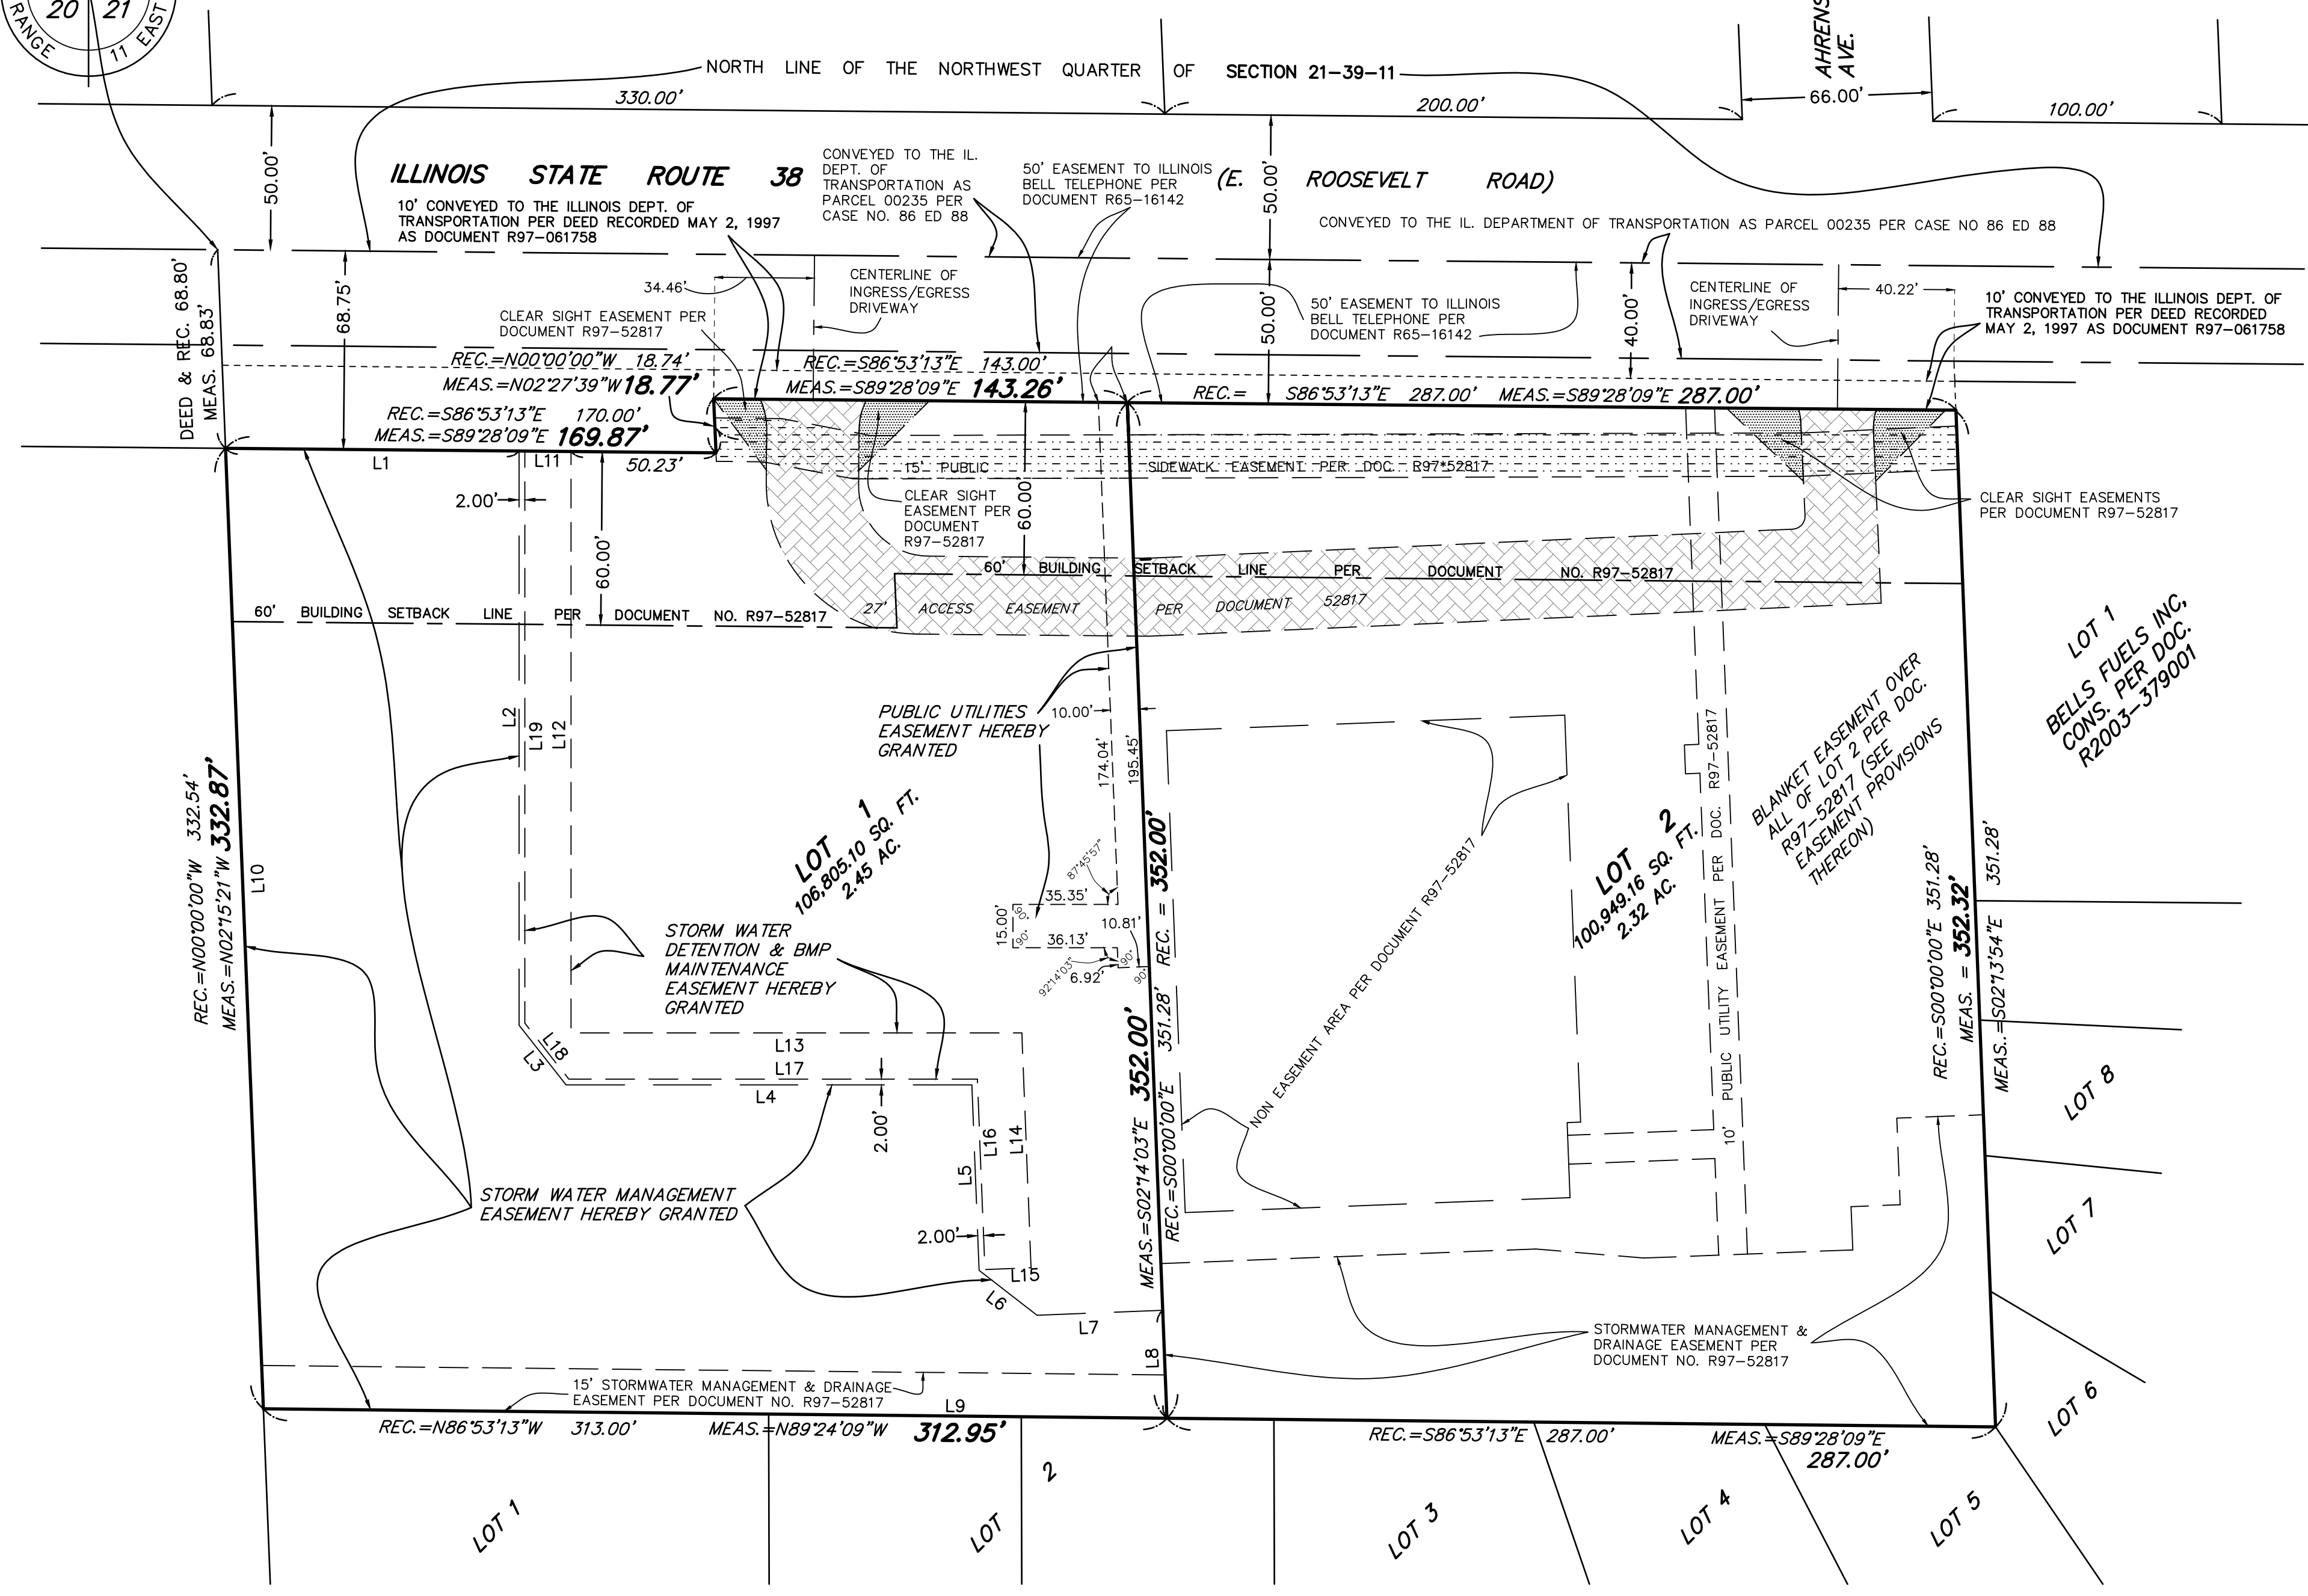 20 21
RANGE
11 EAST
AHRENS
AVE.
NORTH LINE OF THE NORTHWEST QUARTER OF SECTION 21-39-11
330.00'
200.00'
66.00'
100.00'
50.00'
50.00'
ILLINOIS STATE ROUTE 38 (E. ROOSEVELT ROAD)
CONVEYED TO THE IL.
DEPT. OF
TRANSPORTATION AS
PARCEL 00235 PER
CASE NO. 86 ED 88
50' EASEMENT TO ILLINOIS
BELL TELEPHONE PER
DOCUMENT R65-16142
10' CONVEYED TO THE ILLINOIS DEPT. OF
TRANSPORTATION PER DEED RECORDED MAY 2, 1997
AS DOCUMENT R97-061758
CONVEYED TO THE IL. DEPARTMENT OF TRANSPORTATION AS PARCEL 00235 PER CASE NO 86 ED 88
DEED & REC. 68.80'
MEAS. 68.83'
68.75'
34.46'
CENTERLINE OF
INGRESS/EGRESS
DRIVEWAY
CLEAR SIGHT EASEMENT PER
DOCUMENT R97-52817
50.00'
50' EASEMENT TO ILLINOIS
BELL TELEPHONE PER
DOCUMENT R65-16142
40.00'
CENTERLINE OF
INGRESS/EGRESS
DRIVEWAY
40.22'
10' CONVEYED TO THE ILLINOIS DEPT. OF
TRANSPORTATION PER DEED RECORDED
MAY 2, 1997 AS DOCUMENT R97-061758
REC.=N00°00'00"W 18.74'
MEAS.=N02°27'39"W 18.77'
REC.=S86°53'13"E 143.00'
MEAS.=S89°28'09"E 143.26'
REC.= S86°53'13"E 287.00' MEAS.=S89°28'09"E 287.00'
REC.=S86°53'13"E 170.00'
MEAS.=S89°28'09"E 169.87'
L1
L11
50.23'
2.00'
60.00'
60.00'
15' PUBLIC SIDEWALK EASEMENT PER DOC. R97*52817
CLEAR SIGHT
EASEMENT PER
DOCUMENT
R97-52817
CLEAR SIGHT EASEMENTS
PER DOCUMENT R97-52817
60' BUILDING SETBACK LINE PER DOCUMENT NO. R97-52817
60' BUILDING SETBACK LINE PER DOCUMENT NO. R97-52817
27' ACCESS EASEMENT PER DOCUMENT 52817
LOT 1
BELLS FUELS INC,
CONS. PER DOC.
R2003-379001
PUBLIC UTILITIES
EASEMENT HEREBY
GRANTED
10.00'
174.04'
195.45'
L2
L19
L12
REC.=N00°00'00"W 332.54'
MEAS.=N02°15'21"W 332.87'
L10
LOT 1
106,805.10 SQ. FT.
2.45 AC.
87°45'57"
35.35'
15.00'
90°
90°
36.13'
10.81'
92°14'03"
90°
90°
6.92'
REC. = 352.00'
MEAS.=S02°14'03"E 352.00'
REC.=S00°00'00"E 351.28'
NON EASEMENT AREA PER DOCUMENT R97-52817
LOT 2
100,949.16 SQ. FT.
2.32 AC.
10' PUBLIC UTILITY EASEMENT PER DOC. R97-52817
BLANKET EASEMENT OVER
ALL OF LOT 2 PER DOC.
R97-52817 (SEE
EASEMENT PROVISIONS
THEREON)
REC.=S00°00'00"E 351.28'
MEAS. = 352.32'
MEAS..=S02°13'54"E 351.28'
STORM WATER
DETENTION & BMP
MAINTENANCE
EASEMENT HEREBY
GRANTED
L18
L3
L13
L17
L4
2.00'
L16
L14
L5
2.00'
L15
L6
L7
L8
STORM WATER MANAGEMENT
EASEMENT HEREBY GRANTED
STORMWATER MANAGEMENT &
DRAINAGE EASEMENT PER
DOCUMENT NO. R97-52817
15' STORMWATER MANAGEMENT & DRAINAGE
EASEMENT PER DOCUMENT NO. R97-52817
L9
REC.=N86°53'13"W 313.00' MEAS.=N89°24'09"W 312.95'
REC.=S86°53'13"E 287.00' MEAS.=S89°28'09"E
287.00'
LOT 8
LOT 7
LOT 6
LOT 1
LOT 2
LOT 3
LOT 4
LOT 5